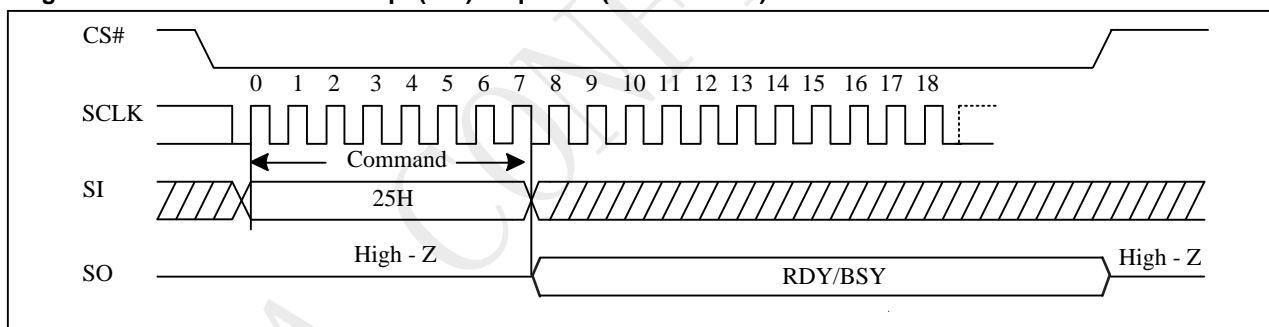 CS#
0 1 2 3 4 5 6 7 8 9 10 11 12 13 14 15 16 17 18
SCLK
Command
SI
25H
High - Z
High - Z
SO
RDY/BSY